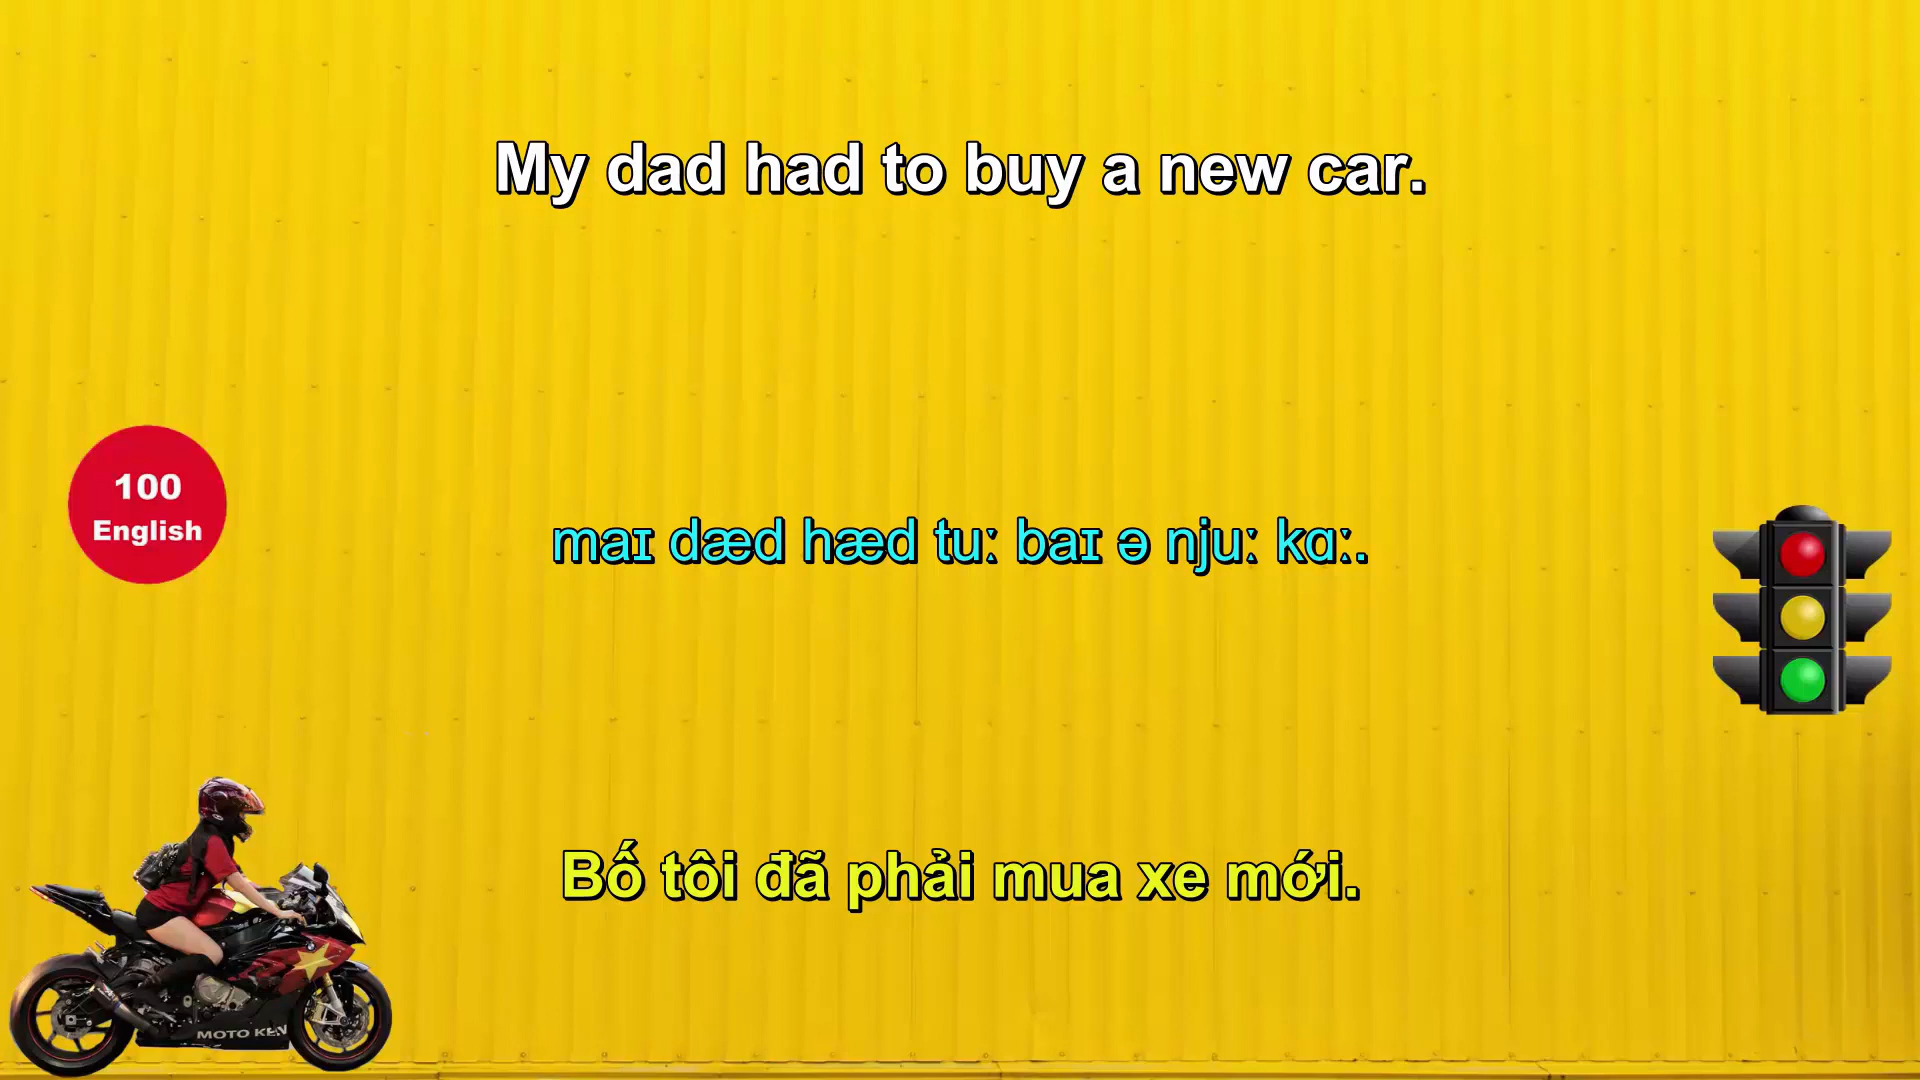 My dad had to buy a new car.
100
English
maɪ dæd hæd tuː baɪ ə njuː kɑː.
Bố tôi đã phải mua xe mới.
MOTO KEN